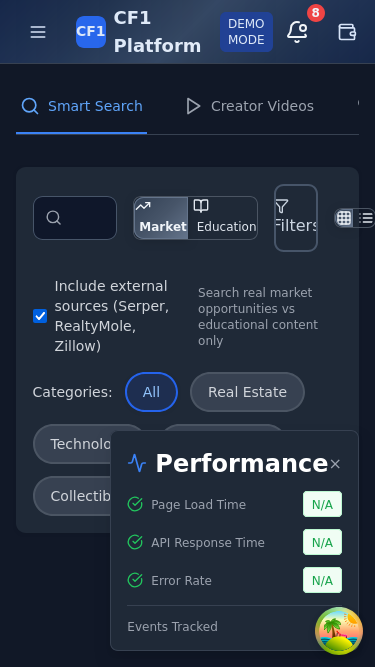 CF1
CF1
Platform
DEMO
MODE
8
Smart Search
Creator Videos
Market
Education
Filters
Include external
sources (Serper,
RealtyMole,
Zillow)
Search real market
opportunities vs
educational content
only
Categories:
All
Real Estate
Technolo
Collectib
Performance
×
Page Load Time
N/A
API Response Time
N/A
Error Rate
N/A
Events Tracked